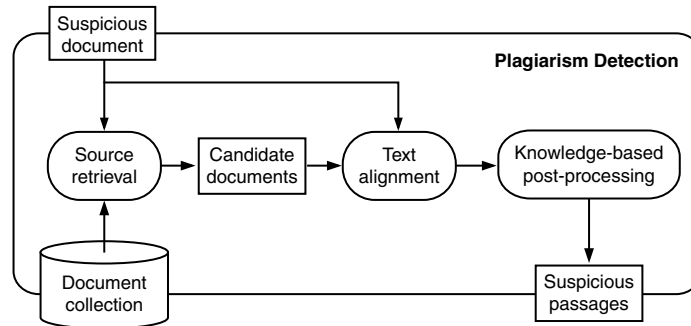 Suspicious
document
Plagiarism Detection
Source
retrieval
Candidate
documents
Text
alignment
Knowledge-based
post-processing
Document
collection
Suspicious
passages